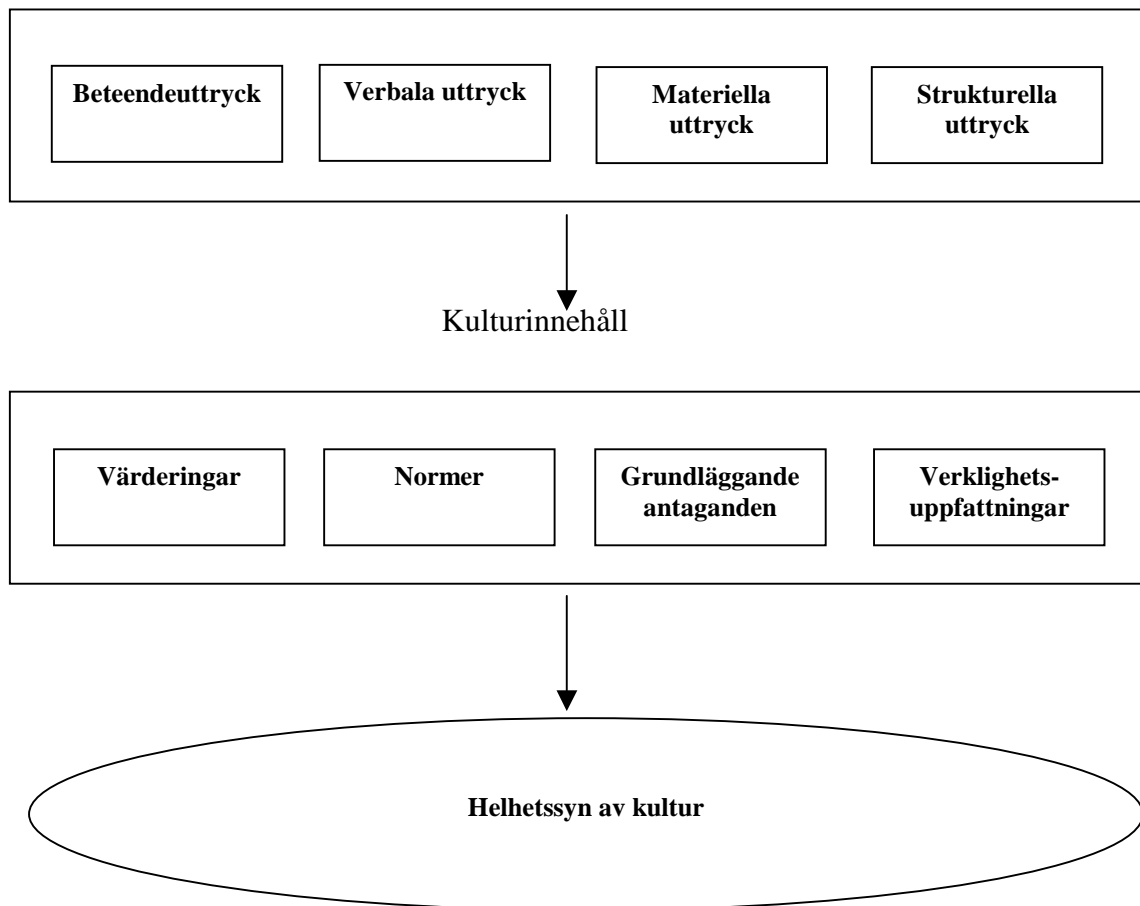 Beteendeuttryck
Verbala uttryck
Materiella
uttryck
Strukturella
uttryck
Kulturinnehåll
Värderingar
Normer
Grundläggande
antaganden
Verklighets-
uppfattningar
Helhetssyn av kultur